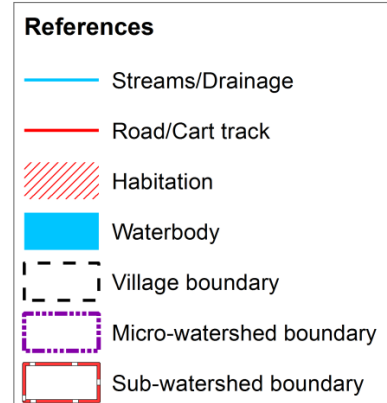 References
Streams/Drainage
Road/Cart track
Habitation
Waterbody
Village boundary
Micro-watershed boundary
Sub-watershed boundary